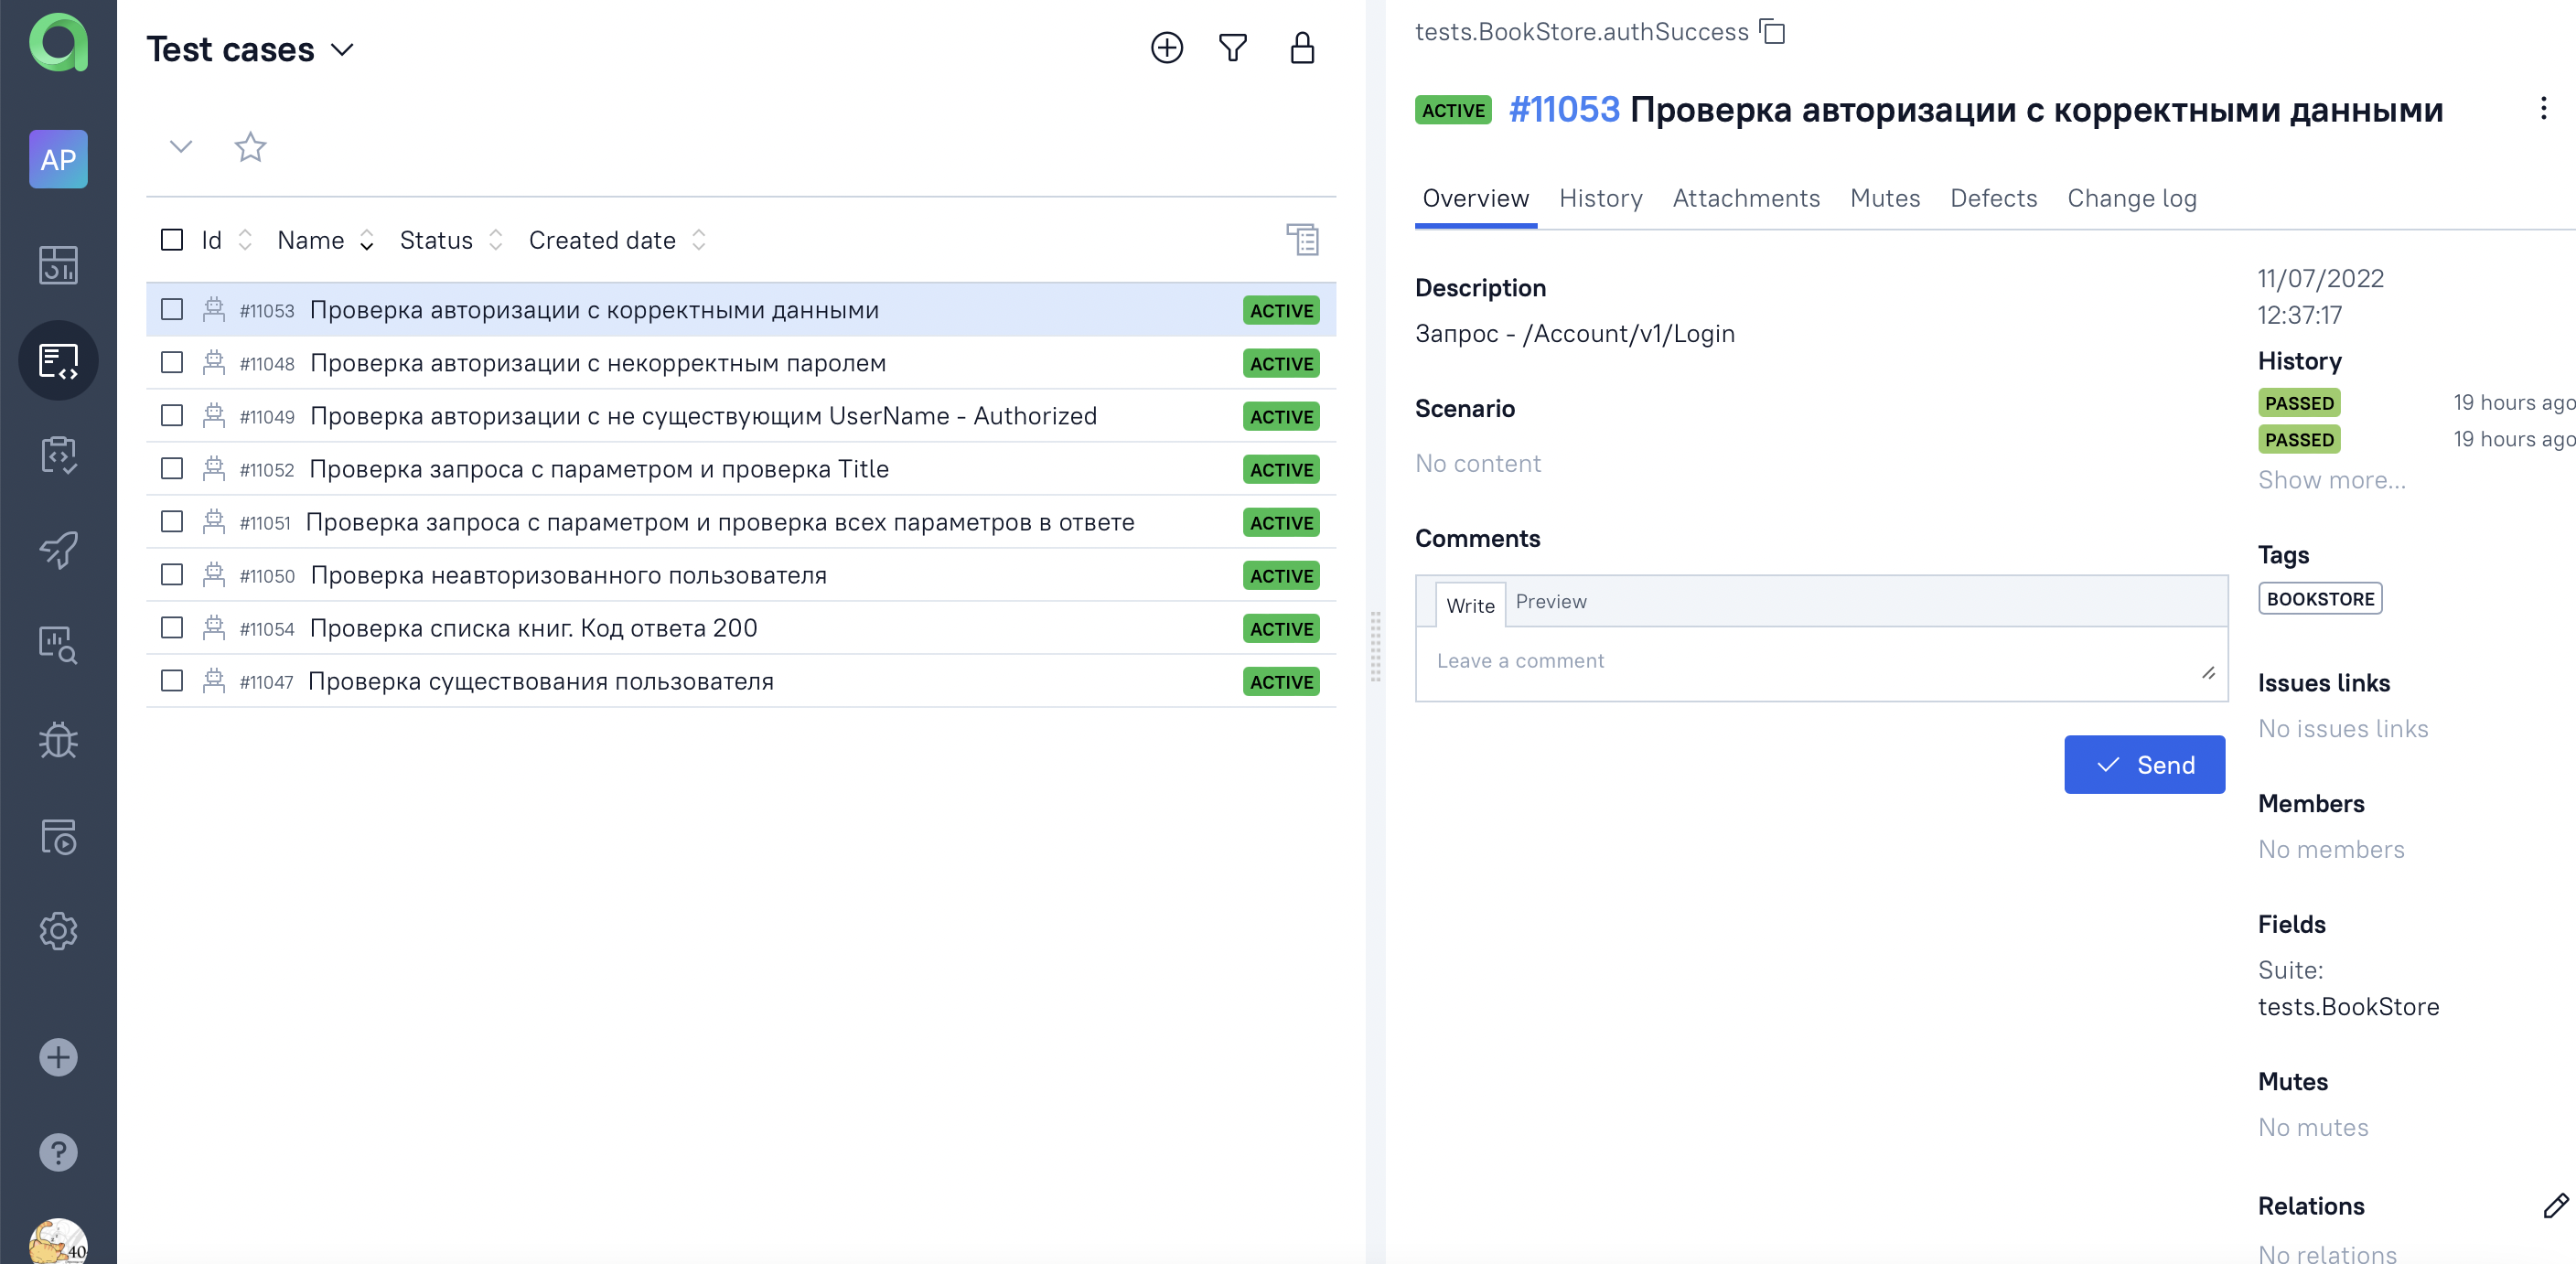 AP
Test cases
Id Name Status Created date
#11053 Проверка авторизации с корректными данными ACTIVE
#11048 Проверка авторизации с некорректным паролем ACTIVE
#11049 Проверка авторизации с не существующим UserName - Authorized ACTIVE
#11052 Проверка запроса с параметром и проверка Title ACTIVE
#11051 Проверка запроса с параметром и проверка всех параметров в ответе ACTIVE
#11050 Проверка неавторизованного пользователя ACTIVE
#11054 Проверка списка книг. Код ответа 200 ACTIVE
#11047 Проверка существования пользователя ACTIVE
40
tests.BookStore.authSuccess
ACTIVE #11053 Проверка авторизации с корректными данными
Overview History Attachments Mutes Defects Change log
Description
Запрос - /Account/v1/Login
Scenario
No content
Comments
Write Preview
Leave a comment
Send
11/07/2022
12:37:17
History
PASSED 19 hours ago
PASSED 19 hours ago
Show more...
Tags
BOOKSTORE
Issues links
No issues links
Members
No members
Fields
Suite:
tests.BookStore
Mutes
No mutes
Relations
No relations